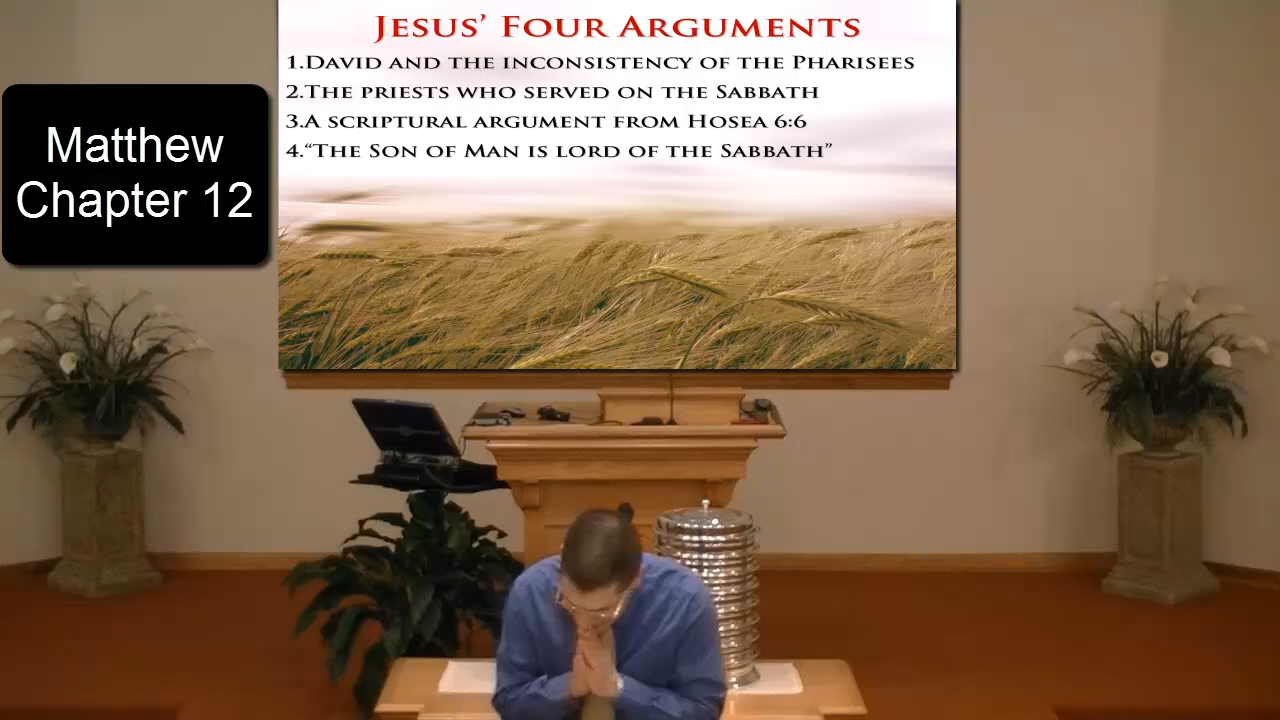 Jesus' Four Arguments
1.David and the inconsistency of the Pharisees
2.The priests who served on the Sabbath
3.A scriptural argument from Hosea 6:6
4."The Son of Man is lord of the Sabbath"
Matthew
Chapter 12